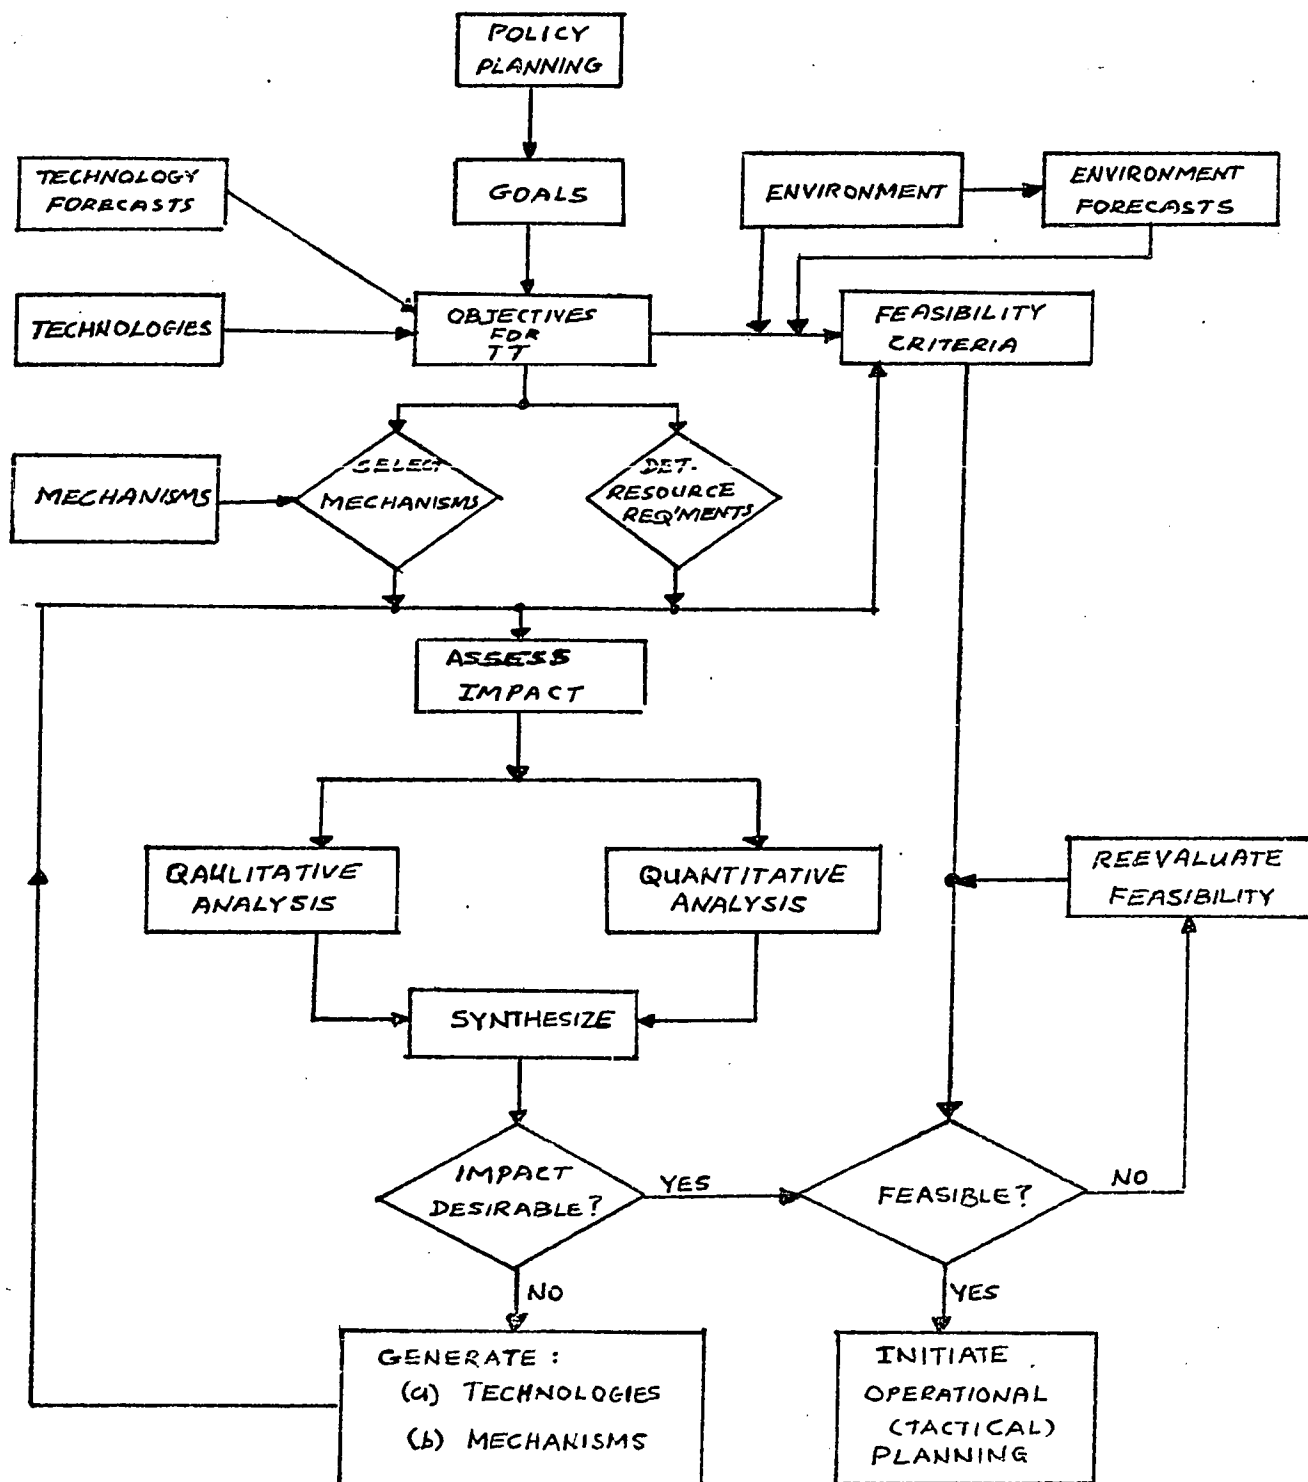 POLICY
PLANNING
TECHNOLOGY
FORECASTS
GOALS
ENVIRONMENT
ENVIRONMENT
FORECASTS
TECHNOLOGIES
OBJECTIVES
FOR
TT
FEASIBILITY
CRITERIA
MECHANISMS
SELECT
MECHANISMS
DET.
RESOURCE
REQ'MENTS
ASSESS
IMPACT
QAULITATIVE
ANALYSIS
QUANTITATIVE
ANALYSIS
REEVALUATE
FEASIBILITY
SYNTHESIZE
IMPACT
DESIRABLE?
YES
FEASIBLE?
NO
NO
YES
GENERATE:
(a) TECHNOLOGIES
(b) MECHANISMS
INITIATE
OPERATIONAL
(TACTICAL)
PLANNING